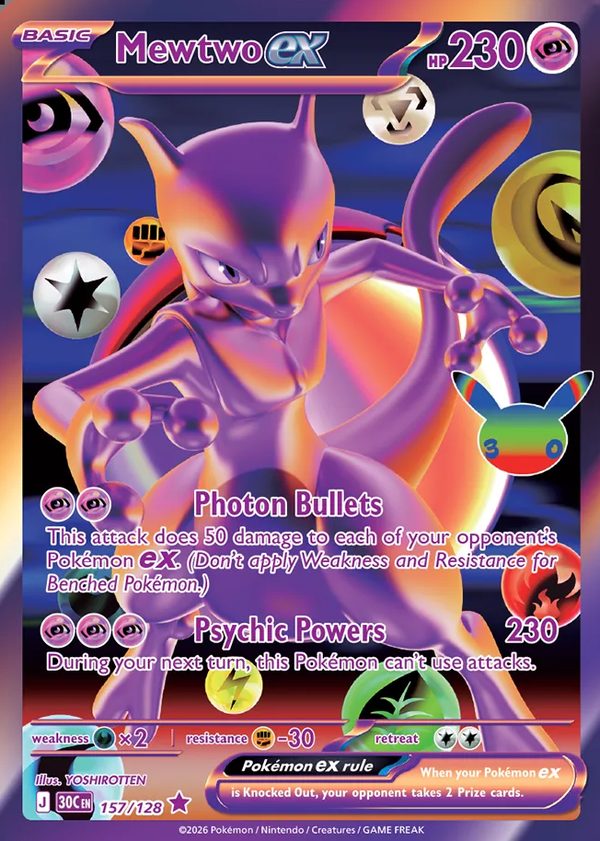 BASIC Mewtwo ex HP 230
30
Photon Bullets
This attack does 50 damage to each of your opponent's
Pokémon ex. (Don't apply Weakness and Resistance for
Benched Pokémon.)
Psychic Powers 230
During your next turn, this Pokémon can't use attacks.
weakness ×2 resistance -30 retreat
Pokémon ex rule When your Pokémon ex
is Knocked Out, your opponent takes 2 Prize cards.
Illus. YOSHIROTTEN
J 30C EN 157/128
©2026 Pokémon / Nintendo / Creatures / GAME FREAK